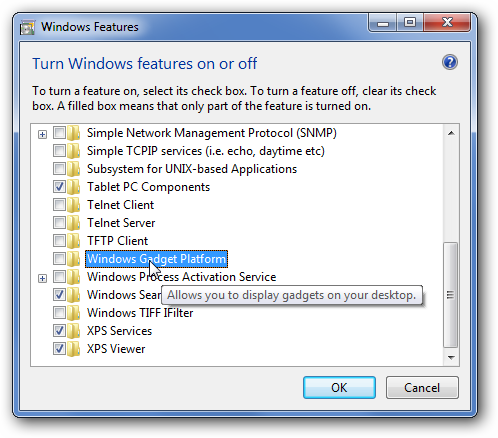 Windows Features
Turn Windows features on or off
To turn a feature on, select its check box. To turn a feature off, clear its check
box. A filled box means that only part of the feature is turned on.
Simple Network Management Protocol (SNMP)
Simple TCPIP services (i.e. echo, daytime etc)
Subsystem for UNIX-based Applications
Tablet PC Components
Telnet Client
Telnet Server
TFTP Client
Windows Gadget Platform
Windows Process Activation Service
Windows Sear
Allows you to display gadgets on your desktop.
Windows TIFF IFilter
XPS Services
XPS Viewer
OK
Cancel